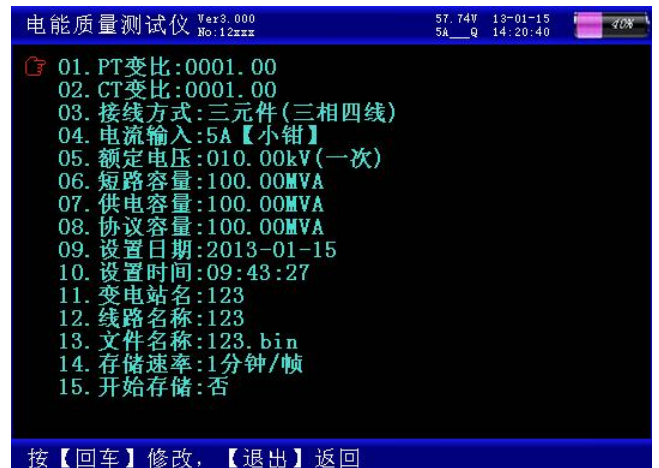 电能质量测试仪 Ver3.000 57.74V 13-01-15 40%
No:12xxx 5A__Q 14:20:40
01.PT变比:0001.00
02.CT变比:0001.00
03.接线方式:三元件(三相四线)
04.电流输入:5A【小钳】
05.额定电压:010.00kV(一次)
06.短路容量:100.00MVA
07.供电容量:100.00MVA
08.协议容量:100.00MVA
09.设置日期:2013-01-15
10.设置时间:09:43:27
11.变电站名:123
12.线路名称:123
13.文件名称:123.bin
14.存储速率:1分钟/帧
15.开始存储:否
按【回车】修改,【退出】返回